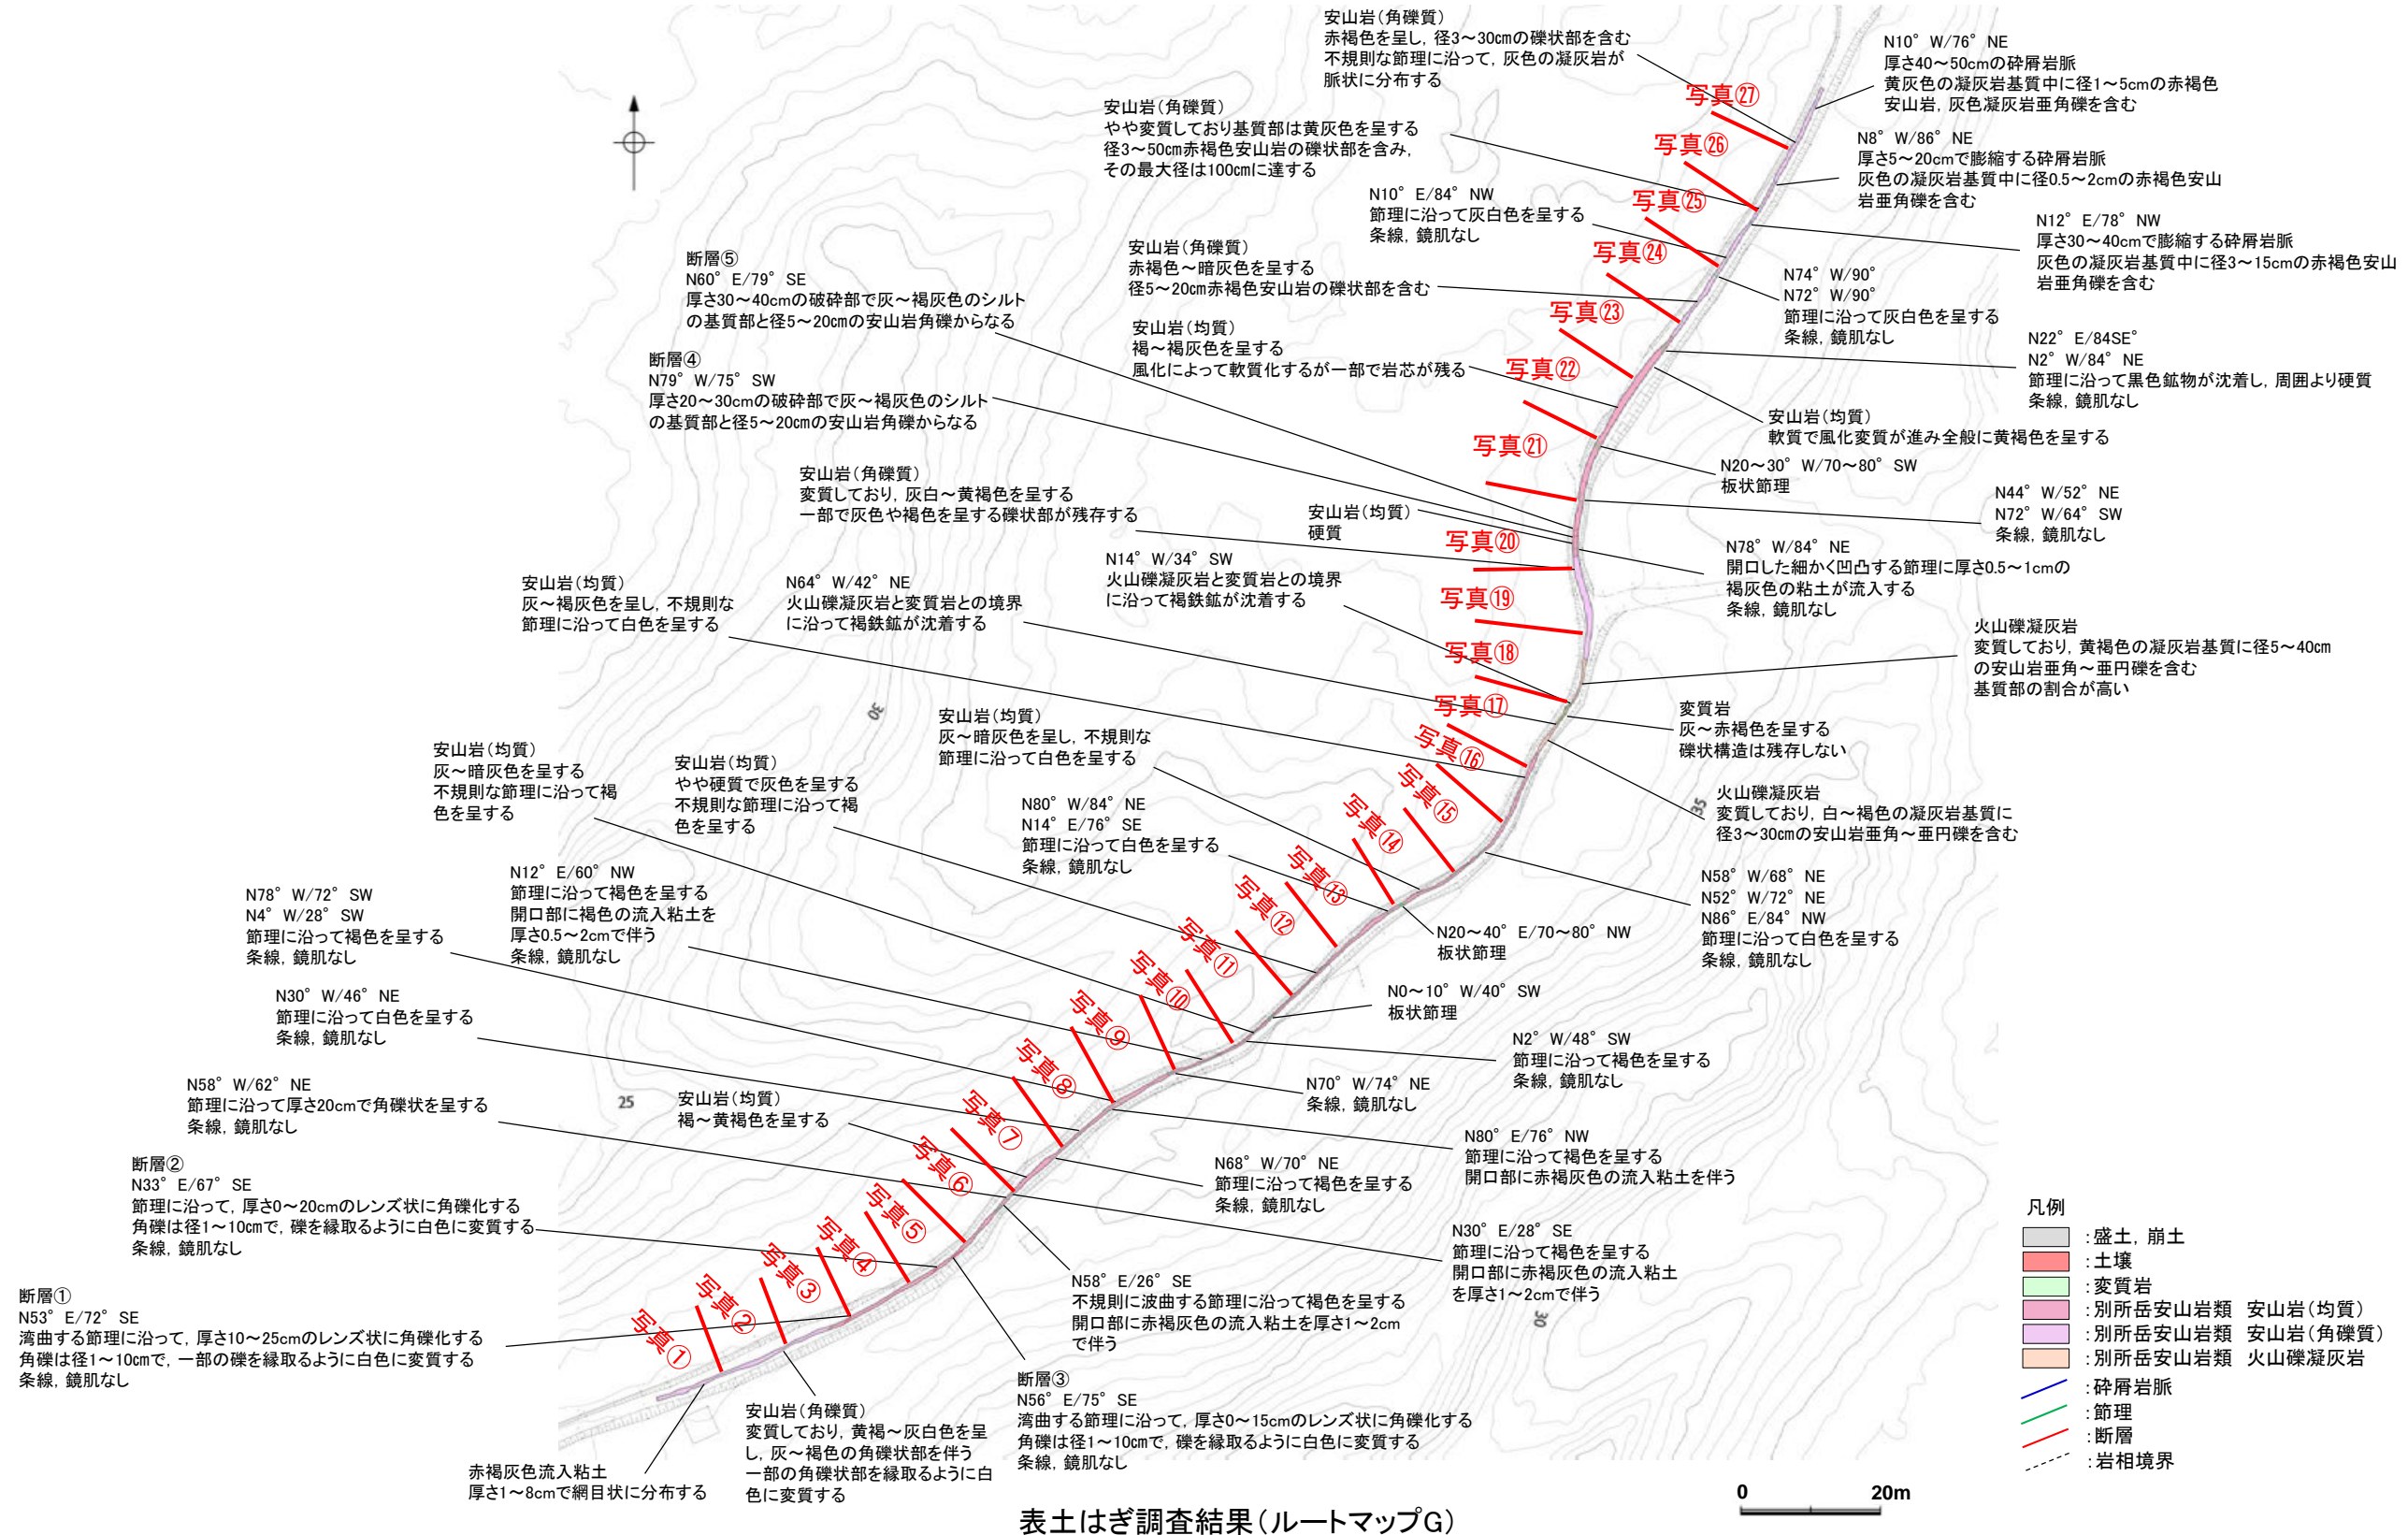 安山岩(角礫質)
赤褐色を呈し, 径3～30㎝の礫状部を含む
不規則な節理に沿って, 灰色の凝灰岩が
脈状に分布する
N10° W/76° NE
厚さ40～50cmの砕屑岩脈
黄灰色の凝灰岩基質中に径1～5cmの赤褐色
安山岩, 灰色凝灰岩亜角礫を含む
写真㉗
安山岩(角礫質)
やや変質しており基質部は黄灰色を呈する
径3～50㎝赤褐色安山岩の礫状部を含み,
その最大径は100㎝に達する
写真㉖
N8° W/86° NE
厚さ5～20cmで膨縮する砕屑岩脈
灰色の凝灰岩基質中に径0.5～2cmの赤褐色安山
岩亜角礫を含む
N10° E/84° NW
節理に沿って灰白色を呈する
条線, 鏡肌なし
写真㉕
N12° E/78° NW
厚さ30～40cmで膨縮する砕屑岩脈
灰色の凝灰岩基質中に径3～15cmの赤褐色安山
岩亜角礫を含む
安山岩(角礫質)
赤褐色～暗灰色を呈する
径5～20㎝赤褐色安山岩の礫状部を含む
写真㉔
断層⑤
N60° E/79° SE
厚さ30～40cmの破砕部で灰～褐灰色のシルト
の基質部と径5～20㎝の安山岩角礫からなる
N74° W/90°
N72° W/90°
節理に沿って灰白色を呈する
条線, 鏡肌なし
写真㉓
安山岩(均質)
褐～褐灰色を呈する
風化によって軟質化するが一部で岩芯が残る
N22° E/84SE°
N2° W/84° NE
節理に沿って黒色鉱物が沈着し, 周囲より硬質
条線, 鏡肌なし
断層④
N79° W/75° SW
厚さ20～30cmの破砕部で灰～褐灰色のシルト
の基質部と径5～20㎝の安山岩角礫からなる
写真㉒
安山岩(均質)
軟質で風化変質が進み全般に黄褐色を呈する
写真㉑
N20～30° W/70～80° SW
板状節理
安山岩(角礫質)
変質しており, 灰白～黄褐色を呈する
一部で灰色や褐色を呈する礫状部が残存する
N44° W/52° NE
N72° W/64° SW
条線, 鏡肌なし
安山岩(均質)
硬質
写真⑳
N78° W/84° NE
開口した細かく凹凸する節理に厚さ0.5～1cmの
褐灰色の粘土が流入する
条線, 鏡肌なし
N14° W/34° SW
火山礫凝灰岩と変質岩との境界
に沿って褐鉄鉱が沈着する
安山岩(均質)
灰～褐灰色を呈し, 不規則な
節理に沿って白色を呈する
N64° W/42° NE
火山礫凝灰岩と変質岩との境界
に沿って褐鉄鉱が沈着する
写真⑲
火山礫凝灰岩
変質しており, 黄褐色の凝灰岩基質に径5～40㎝
の安山岩亜角～亜円礫を含む
基質部の割合が高い
写真⑱
写真⑰
変質岩
灰～赤褐色を呈する
礫状構造は残存しない
安山岩(均質)
灰～暗灰色を呈し, 不規則な
節理に沿って白色を呈する
写真⑯
安山岩(均質)
灰～暗灰色を呈する
不規則な節理に沿って褐
色を呈する
安山岩(均質)
やや硬質で灰色を呈する
不規則な節理に沿って褐
色を呈する
30
35
写真⑮
火山礫凝灰岩
変質しており, 白～褐色の凝灰岩基質に
径3～30cmの安山岩亜角～亜円礫を含む
N80° W/84° NE
N14° E/76° SE
節理に沿って白色を呈する
条線, 鏡肌なし
写真⑭
写真⑬
N58° W/68° NE
N52° W/72° NE
N86° E/84° NW
節理に沿って白色を呈する
条線, 鏡肌なし
N12° E/60° NW
節理に沿って褐色を呈する
開口部に褐色の流入粘土を
厚さ0.5～2cmで伴う
条線, 鏡肌なし
N78° W/72° SW
N4° W/28° SW
節理に沿って褐色を呈する
条線, 鏡肌なし
写真⑫
N20～40° E/70～80° NW
板状節理
写真⑪
写真⑩
N0～10° W/40° SW
板状節理
N30° W/46° NE
節理に沿って白色を呈する
条線, 鏡肌なし
写真⑨
N2° W/48° SW
節理に沿って褐色を呈する
条線, 鏡肌なし
写真⑧
N58° W/62° NE
節理に沿って厚さ20cmで角礫状を呈する
条線, 鏡肌なし
25
安山岩(均質)
褐～黄褐色を呈する
N70° W/74° NE
条線, 鏡肌なし
写真⑦
N80° E/76° NW
節理に沿って褐色を呈する
開口部に赤褐灰色の流入粘土を伴う
写真⑥
N68° W/70° NE
節理に沿って褐色を呈する
条線, 鏡肌なし
断層②
N33° E/67° SE
節理に沿って, 厚さ0～20cmのレンズ状に角礫化する
角礫は径1～10cmで, 礫を縁取るように白色に変質する
条線, 鏡肌なし
写真⑤
写真④
N30° E/28° SE
節理に沿って褐色を呈する
開口部に赤褐灰色の流入粘土
を厚さ1～2cmで伴う
30
写真③
N58° E/26° SE
不規則に波曲する節理に沿って褐色を呈する
開口部に赤褐灰色の流入粘土を厚さ1～2cm
で伴う
断層①
N53° E/72° SE
湾曲する節理に沿って, 厚さ10～25cmのレンズ状に角礫化する
角礫は径1～10cmで, 一部の礫を縁取るように白色に変質する
条線, 鏡肌なし
写真②
写真①
断層③
N56° E/75° SE
湾曲する節理に沿って, 厚さ0～15cmのレンズ状に角礫化する
角礫は径1～10cmで, 礫を縁取るように白色に変質する
条線, 鏡肌なし
安山岩(角礫質)
変質しており, 黄褐～灰白色を呈
し, 灰～褐色の角礫状部を伴う
一部の角礫状部を縁取るように白
色に変質する
赤褐灰色流入粘土
厚さ1～8cmで網目状に分布する
凡例
:盛土, 崩土
:土壌
:変質岩
:別所岳安山岩類 安山岩(均質)
:別所岳安山岩類 安山岩(角礫質)
:別所岳安山岩類 火山礫凝灰岩
:砕屑岩脈
:節理
:断層
:岩相境界
0 20m
表土はぎ調査結果(ルートマップG)